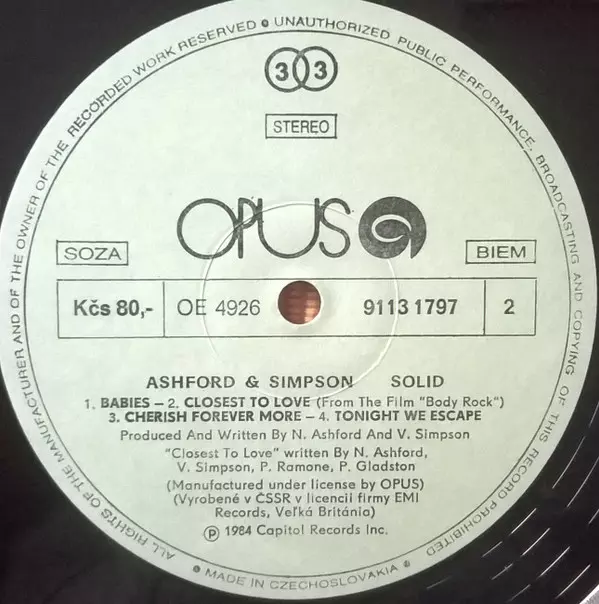 ALL RIGHTS OF THE MANUFACTURER AND OF THE OWNER OF THE RECORDED WORK RESERVED ● UNAUTHORIZED PUBLIC PERFORMANCE, BROADCASTING AND COPYING OF THIS RECORD PROHIBITED
33
STEREO
OPUS
SOZA
BIEM
Kčs 80,- OE 4926 9113 1797 2
ASHFORD & SIMPSON SOLID
1. BABIES – 2. CLOSEST TO LOVE (From The Film "Body Rock")
3. CHERISH FOREVER MORE – 4. TONIGHT WE ESCAPE
Produced And Written By N. Ashford And V. Simpson
"Closest To Love" written By N. Ashford,
V. Simpson, P. Ramone, P. Gladston
(Manufactured under license by OPUS)
(Vyrobené v ČSSR v licencii firmy EMI
Records, Veľká Británia)
Ⓟ 1984 Capitol Records Inc.
● MADE IN CZECHOSLOVAKIA ●